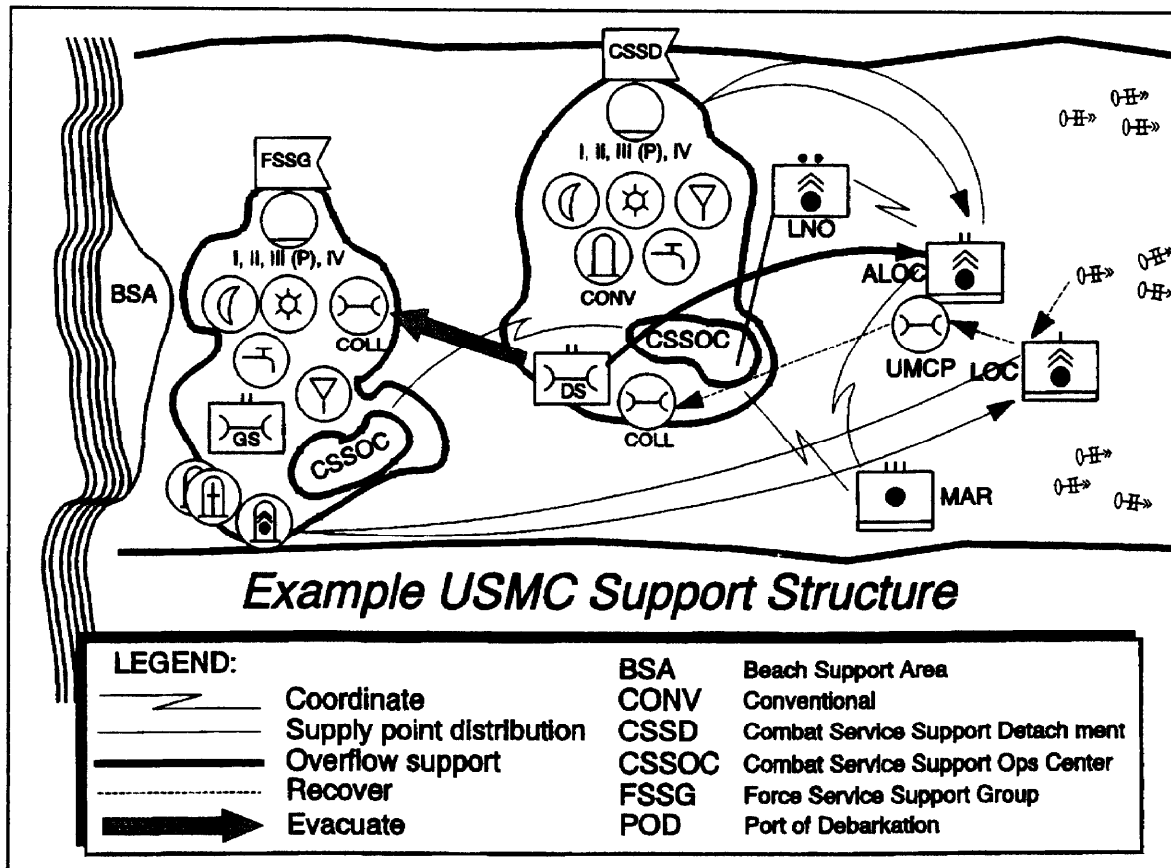 CSSD
I, II, III (P), IV
FSSG
I, II, III (P), IV
LNO
CONV
ALOC
BSA
COLL
CSSOC
UMCP
LOC
DS
COLL
GS
CSSOC
MAR
Example USMC Support Structure
LEGEND:
Coordinate
Supply point distribution
Overflow support
Recover
Evacuate
BSA Beach Support Area
CONV Conventional
CSSD Combat Service Support Detach ment
CSSOC Combat Service Support Ops Center
FSSG Force Service Support Group
POD Port of Debarkation